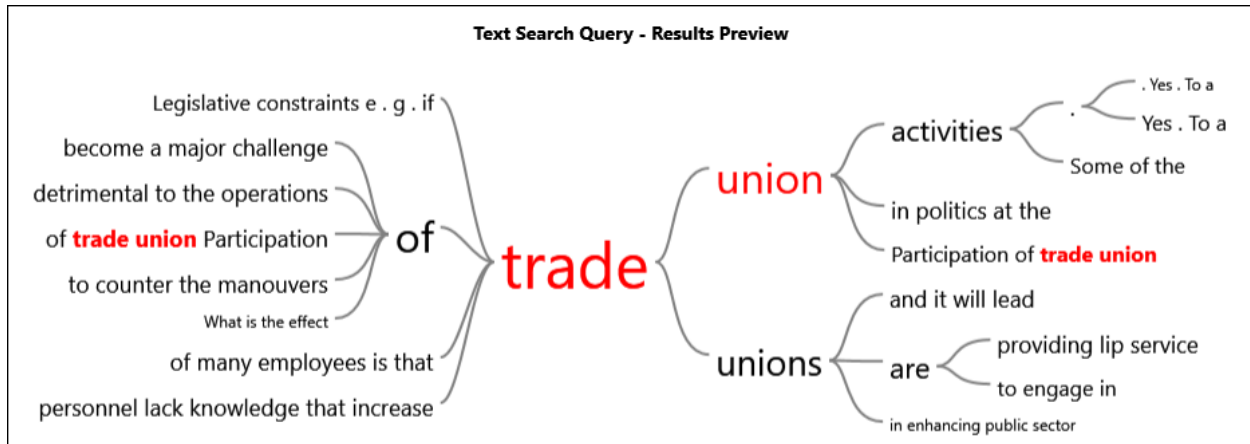 Text Search Query - Results Preview
Legislative constraints e . g . if
become a major challenge
detrimental to the operations
of trade union Participation
to counter the manouvers
What is the effect
of
of many employees is that
personnel lack knowledge that increase
trade
union
activities
.
. Yes . To a
Yes . To a
Some of the
in politics at the
Participation of trade union
unions
and it will lead
are
providing lip service
to engage in
in enhancing public sector